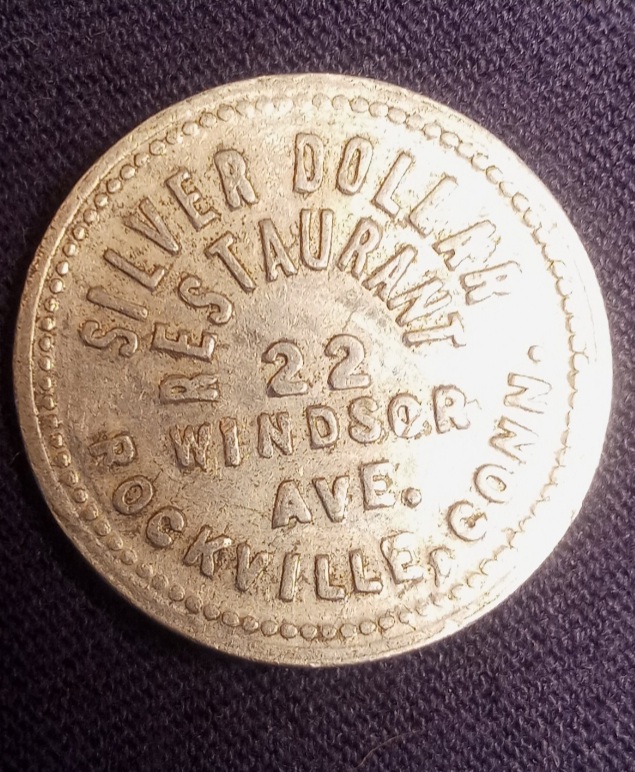 SILVER DOLLAR
RESTAURANT
22
WINDSOR
AVE.
ROCKVILLE, CONN.